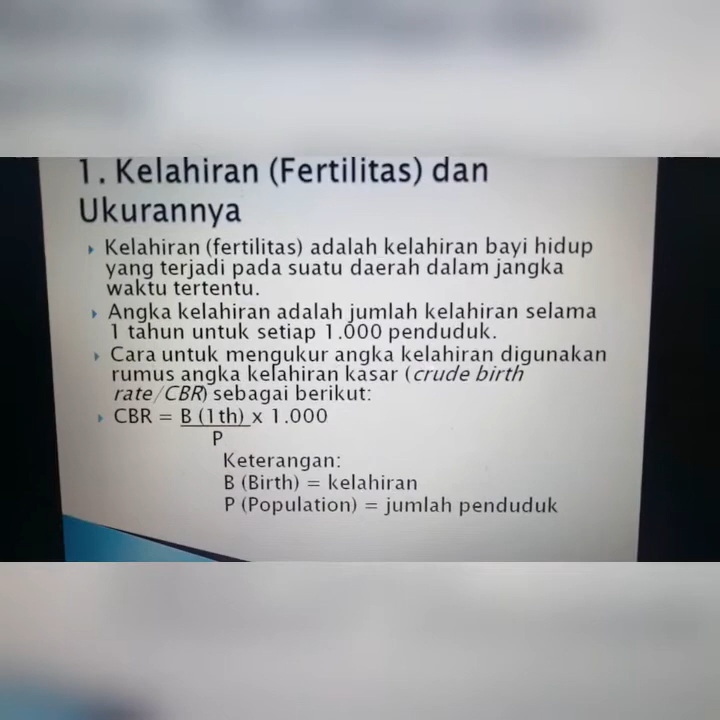 1. Kelahiran (Fertilitas) dan
Ukurannya
Kelahiran (fertilitas) adalah kelahiran bayi hidup
yang terjadi pada suatu daerah dalam jangka
waktu tertentu.
Angka kelahiran adalah jumlah kelahiran selama
1 tahun untuk setiap 1.000 penduduk.
Cara untuk mengukur angka kelahiran digunakan
rumus angka kelahiran kasar (crude birth
rate/CBR) sebagai berikut:
CBR = B (1th) x 1.000
P
Keterangan:
B (Birth) = kelahiran
P (Population) = jumlah penduduk